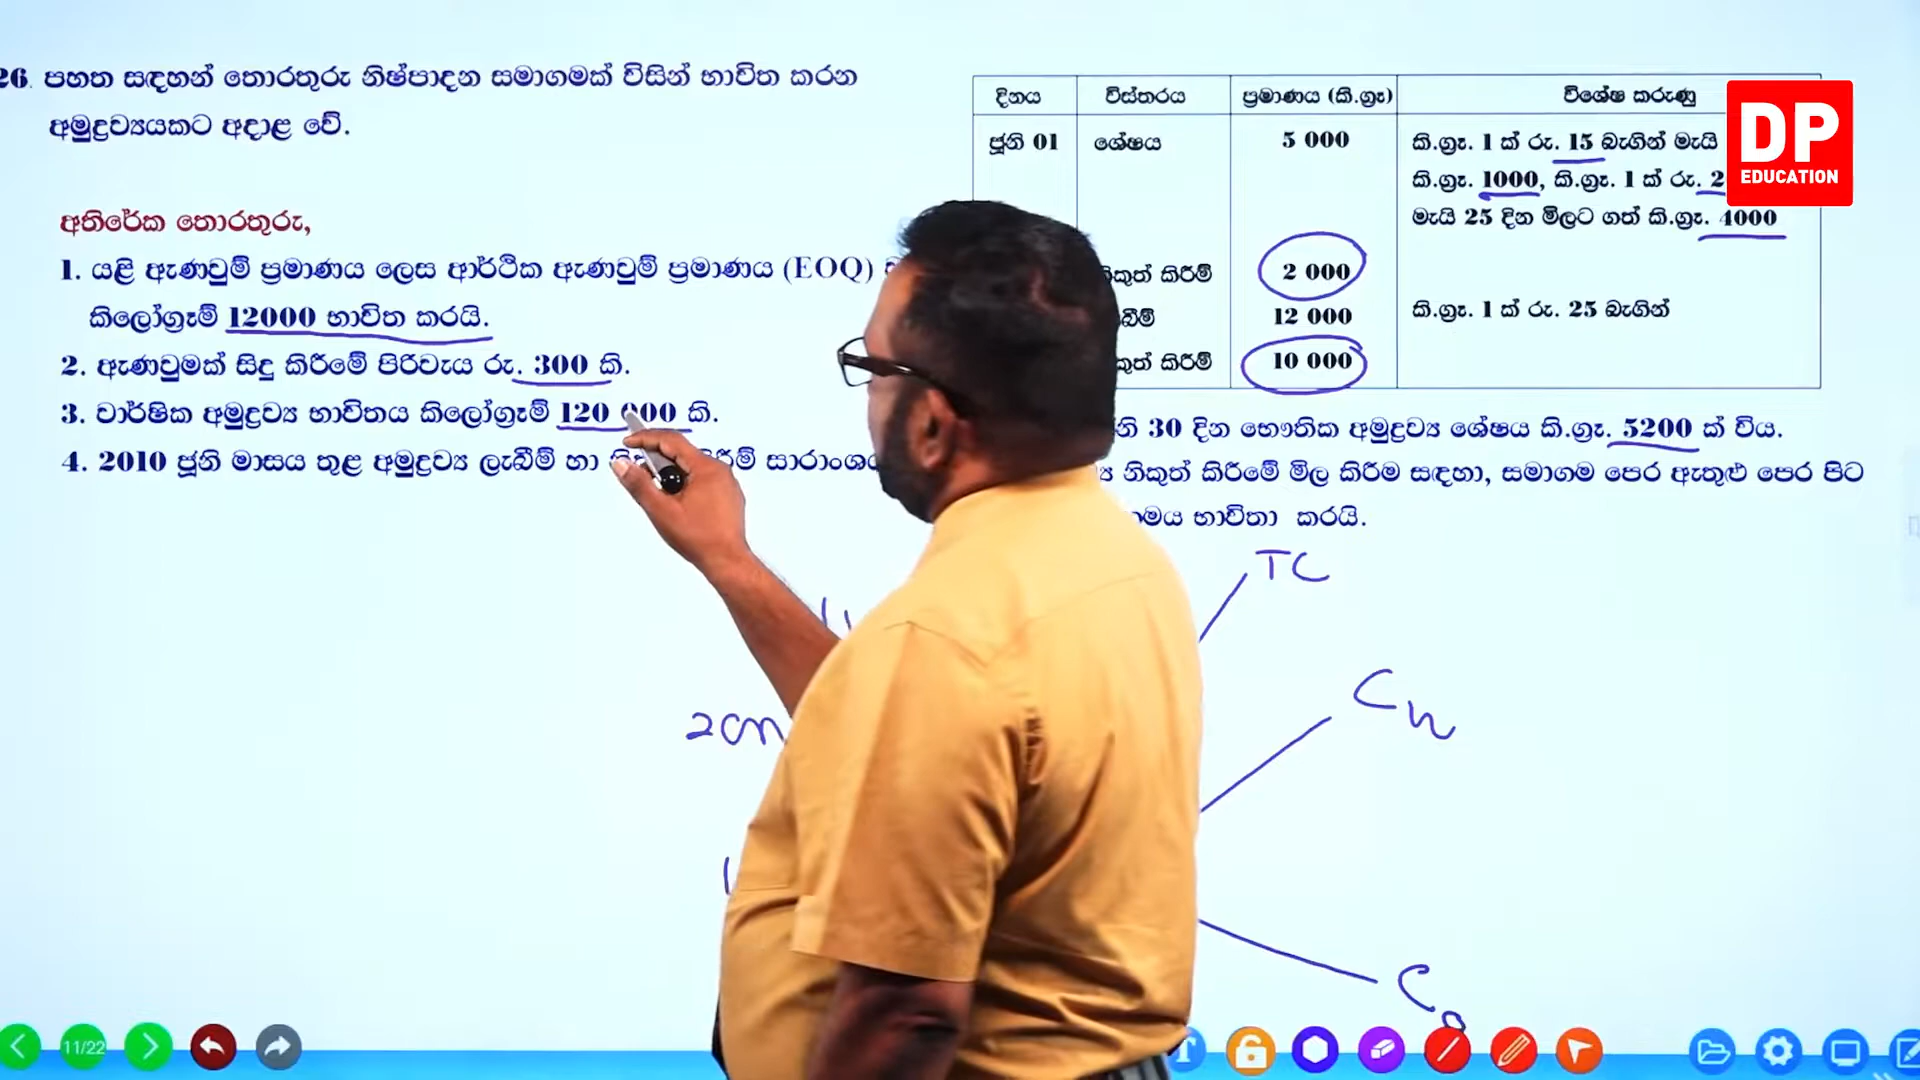 26. පහත සඳහන් තොරතුරු නිෂ්පාදන සමාගමක් විසින් භාවිත කරන
අමුද්‍රව්‍යයකට අදාළ වේ.
අතිරේක තොරතුරු,
1. යළි ඇණවුම් ප්‍රමාණය ලෙස ආර්ථික ඇණවුම් ප්‍රමාණය (EOQ)
කිලෝග්‍රෑම් 12000 භාවිත කරයි.
2. ඇණවුමක් සිදු කිරීමේ පිරිවැය රු. 300 කි.
3. වාර්ෂික අමුද්‍රව්‍ය භාවිතය කිලෝග්‍රෑම් 120 000 කි.
4. 2010 ජූනි මාසය තුළ අමුද්‍රව්‍ය ලැබීම් හා
දිනය විස්තරය ප්‍රමාණය (කි.ග්‍රෑ) විශේෂ කරුණු
ජූනි 01 ශේෂය 5 000 කි.ග්‍රෑ. 1 ක් රු. 15 බැගින් මැයි
කි.ග්‍රෑ. 1000, කි.ග්‍රෑ. 1 ක් රු. 2
මැයි 25 දින මිලට ගත් කි.ග්‍රෑ. 4000
කිරීම් 2 000
12 000 කි.ග්‍රෑ. 1 ක් රු. 25 බැගින්
කිරීම් 10 000
30 දින භෞතික අමුද්‍රව්‍ය ශේෂය කි.ග්‍රෑ. 5200 ක් විය.
නිකුත් කිරීමේ මිල කිරීම සඳහා, සමාගම පෙර ඇතුළු පෙර පිට
භාවිතා කරයි.
TC
DP
EDUCATION
11/22